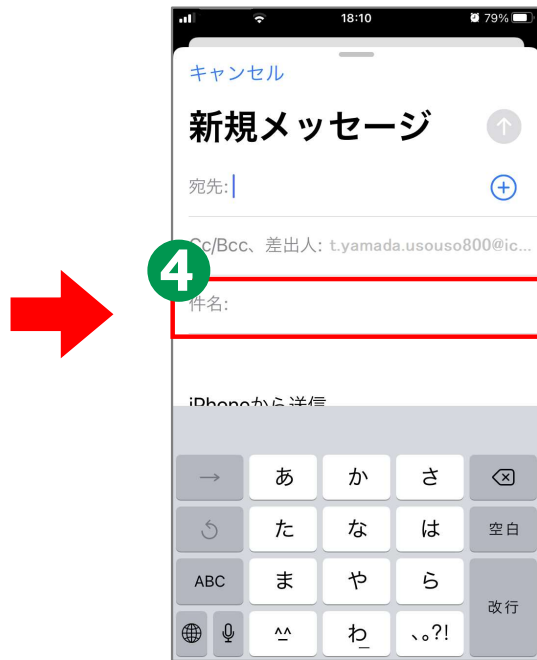 18:10 79%
キャンセル
新規メッセージ
宛先:
Cc/Bcc、差出人: t.yamada.usouso800@ic...
4
件名:
iPhoneから送信
→ あ か さ
た な は 空白
ABC ま や ら
改行
^^ わ 、。?!